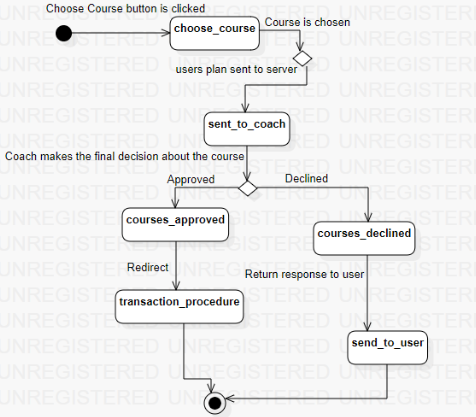 Choose Course button is clicked
choose_course
Course is chosen
users plan sent to server
sent_to_coach
Coach makes the final decision about the course
Approved
Declined
courses_approved
courses_declined
Redirect
Return response to user
transaction_procedure
send_to_user
UNREGISTERED